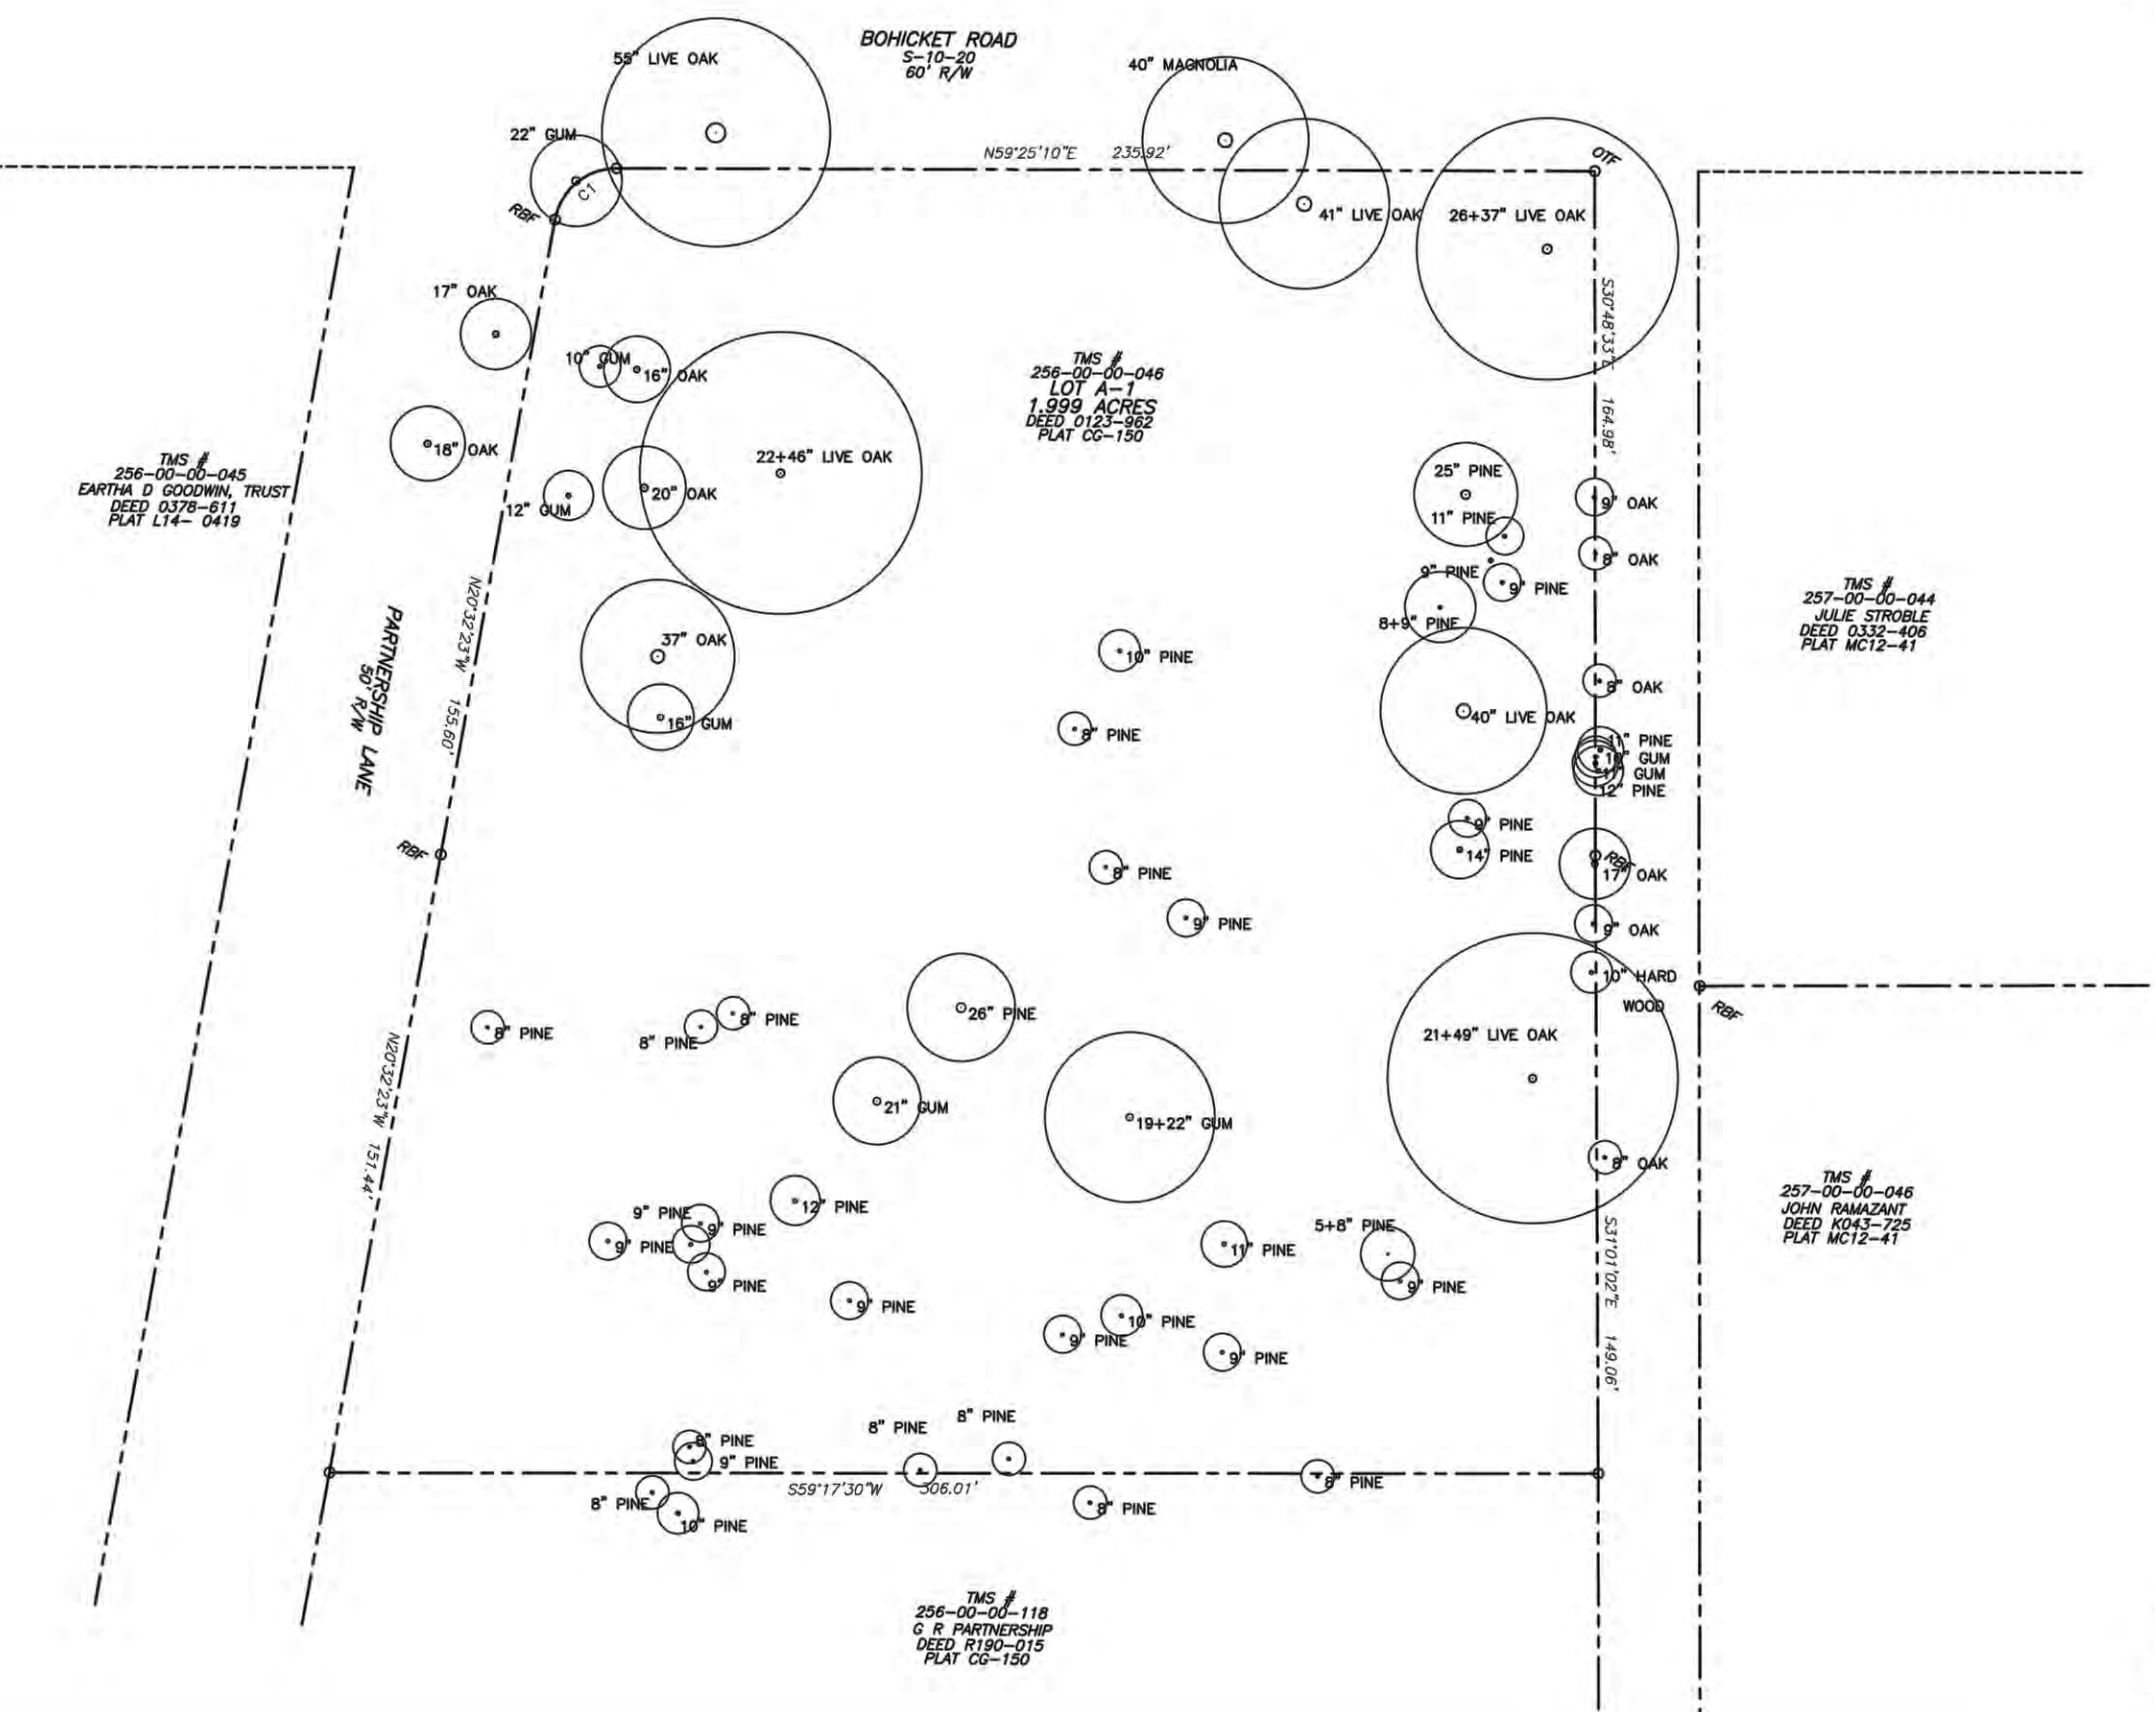 55" LIVE OAK
BOHICKET ROAD
S-10-20
60' R/W
40" MAGNOLIA
22" GUM
C1
RBF
N59°25'10"E 235.92'
OTF
41" LIVE OAK
26+37" LIVE OAK
17" OAK
S30°48'33"E 164.98'
10" GUM
16" OAK
TMS #
256-00-00-046
LOT A-1
1.999 ACRES
DEED 0123-962
PLAT CG-150
18" OAK
22+46" LIVE OAK
TMS #
256-00-00-045
EARTHA D GOODWIN, TRUST
DEED 0378-611
PLAT L14- 0419
12" GUM
20" OAK
25" PINE
11" PINE
9" OAK
8" OAK
9" PINE
9" PINE
8+9" PINE
TMS #
257-00-00-044
JULIE STROBLE
DEED 0332-406
PLAT MC12-41
N20°32'23"W 155.60'
PARTNERSHIP LANE
50' R/W
37" OAK
16" GUM
10" PINE
8" PINE
8" OAK
40" LIVE OAK
11" PINE
10" GUM
11" GUM
12" PINE
9" PINE
14" PINE
RBF
RBF
17" OAK
8" PINE
9" PINE
9" OAK
10" HARD
WOOD
RBF
26" PINE
8" PINE
8" PINE
8" PINE
21+49" LIVE OAK
N20°32'23"W 151.44'
21" GUM
19+22" GUM
8" OAK
TMS #
257-00-00-046
JOHN RAMAZANT
DEED K043-725
PLAT MC12-41
12" PINE
9" PINE
9" PINE
9" PINE
9" PINE
11" PINE
5+8" PINE
9" PINE
S31°01'02"E 149.06'
9" PINE
10" PINE
9" PINE
9" PINE
8" PINE
8" PINE
8" PINE
9" PINE
S59°17'30"W 306.01'
8" PINE
8" PINE
10" PINE
8" PINE
TMS #
256-00-00-118
G R PARTNERSHIP
DEED R190-015
PLAT CG-150